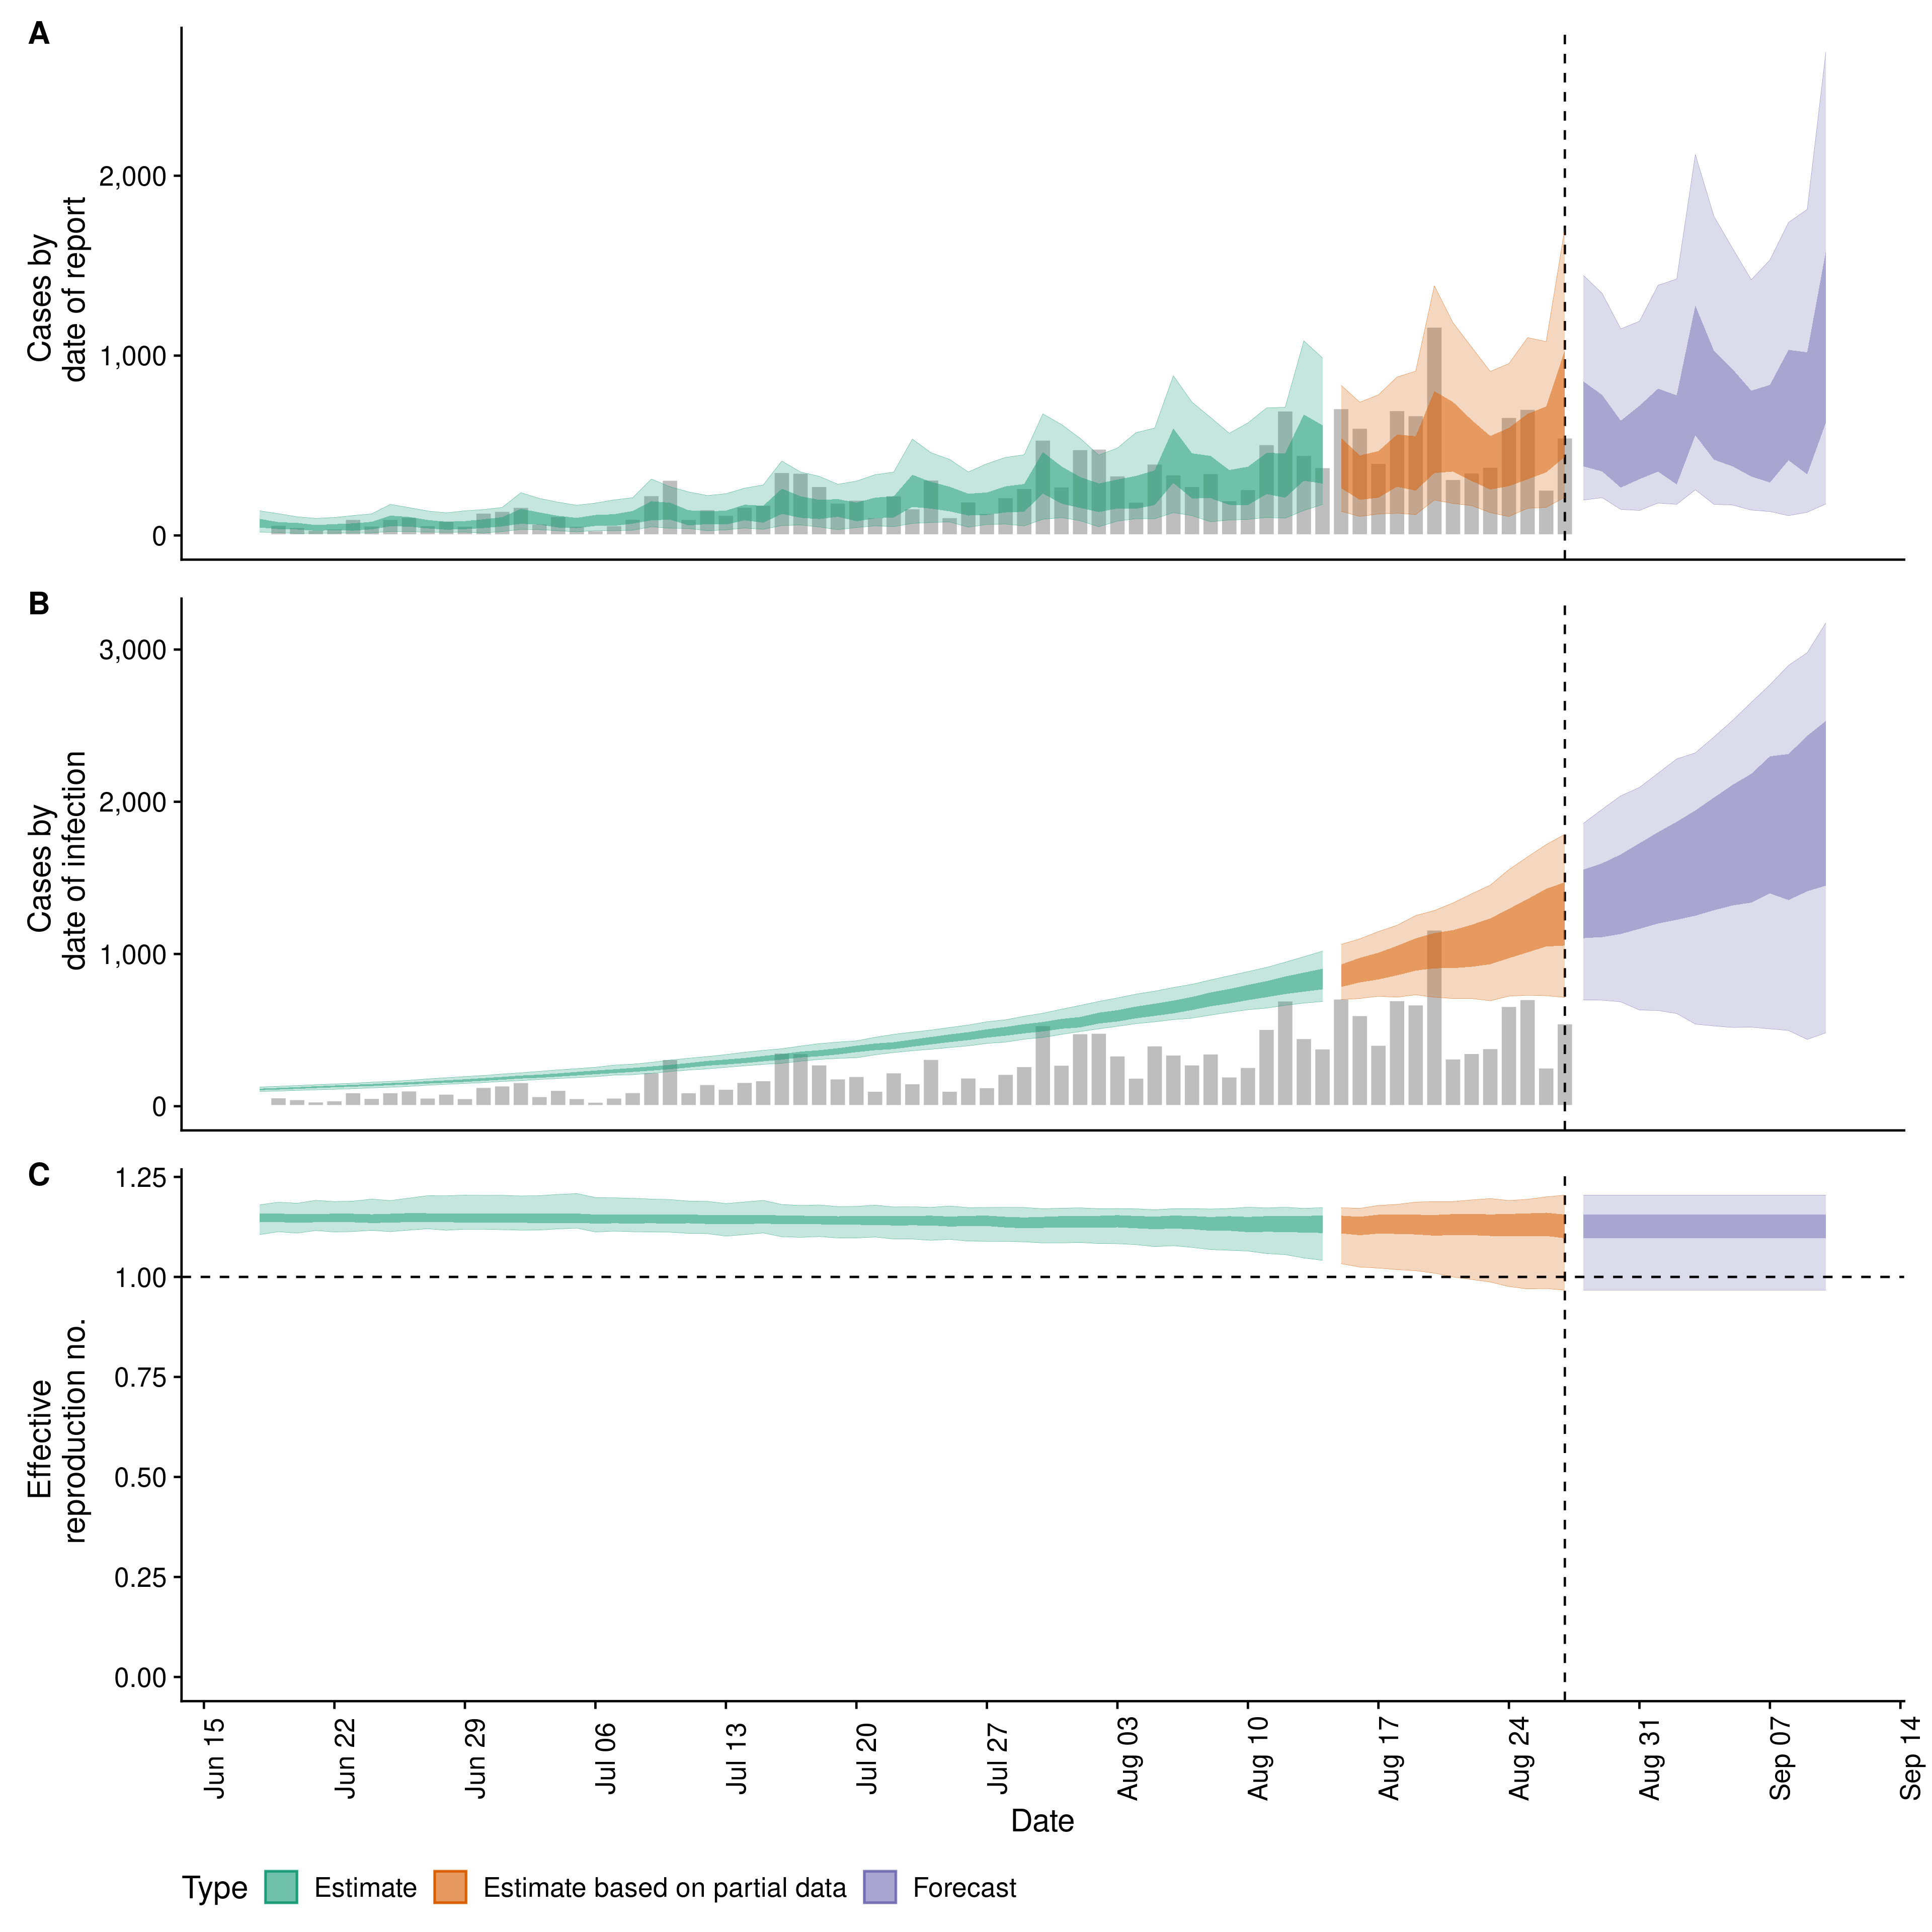 A
Cases by
date of report
2,000
1,000
0
B
Cases by
date of infection
3,000
2,000
1,000
0
C
Effective
reproduction no.
1.25
1.00
0.75
0.50
0.25
0.00
Jun 15
Jun 22
Jun 29
Jul 06
Jul 13
Jul 20
Jul 27
Aug 03
Aug 10
Aug 17
Aug 24
Aug 31
Sep 07
Sep 14
Date
Type Estimate Estimate based on partial data Forecast